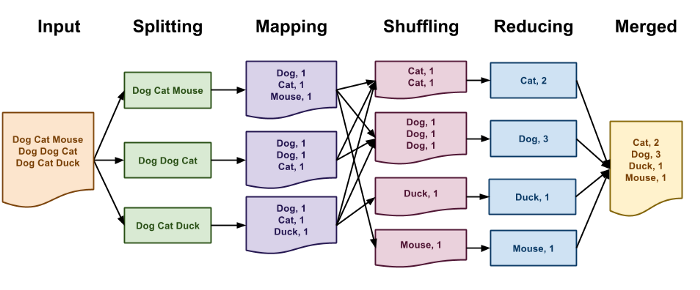 Input
Splitting
Mapping
Shuffling
Reducing
Merged
Dog Cat Mouse
Dog Dog Cat
Dog Cat Duck
Dog Cat Mouse
Dog Dog Cat
Dog Cat Duck
Dog, 1
Cat, 1
Mouse, 1
Dog, 1
Dog, 1
Cat, 1
Dog, 1
Cat, 1
Duck, 1
Cat, 1
Cat, 1
Dog, 1
Dog, 1
Dog, 1
Duck, 1
Mouse, 1
Cat, 2
Dog, 3
Duck, 1
Mouse, 1
Cat, 2
Dog, 3
Duck, 1
Mouse, 1